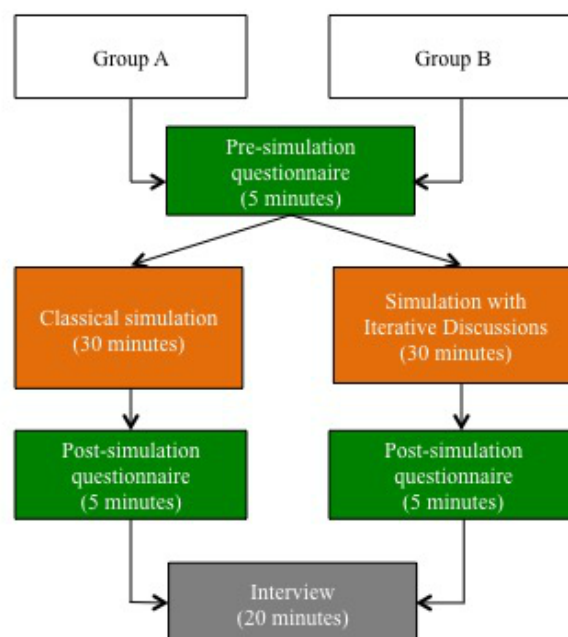 Group A
Group B
Pre-simulation
questionnaire
(5 minutes)
Classical simulation
(30 minutes)
Simulation with
Iterative Discussions
(30 minutes)
Post-simulation
questionnaire
(5 minutes)
Post-simulation
questionnaire
(5 minutes)
Interview
(20 minutes)